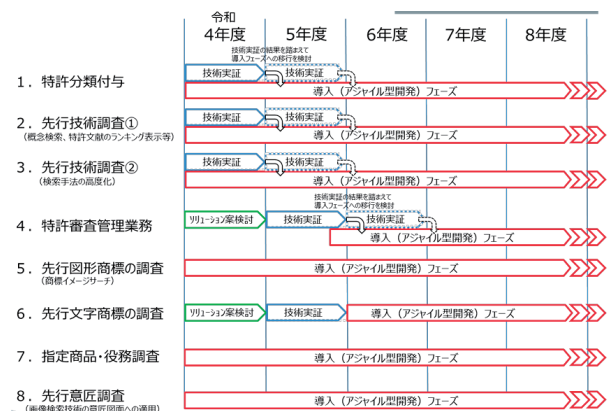 令和
4年度 5年度 6年度 7年度 8年度
技術実証の結果を踏まえて
導入フェーズへの移行を検討
1．特許分類付与
技術実証 技術実証
導入（アジャイル型開発）フェーズ
2．先行技術調査①
（概念検索、特許文献のランキング表示等）
技術実証 技術実証
導入（アジャイル型開発）フェーズ
3．先行技術調査②
（検索手法の高度化）
技術実証 技術実証
導入（アジャイル型開発）フェーズ
技術実証の結果を踏まえて
導入フェーズへの移行を検討
4．特許審査管理業務
ソリューション案検討 技術実証 技術実証
導入（アジャイル型開発）フェーズ
5．先行図形商標の調査
（商標イメージサーチ）
導入（アジャイル型開発）フェーズ
6．先行文字商標の調査
ソリューション案検討 技術実証 導入（アジャイル型開発）フェーズ
7．指定商品・役務調査
導入（アジャイル型開発）フェーズ
8．先行意匠調査
（画像検索技術の意匠図面への適用）
導入（アジャイル型開発）フェーズ